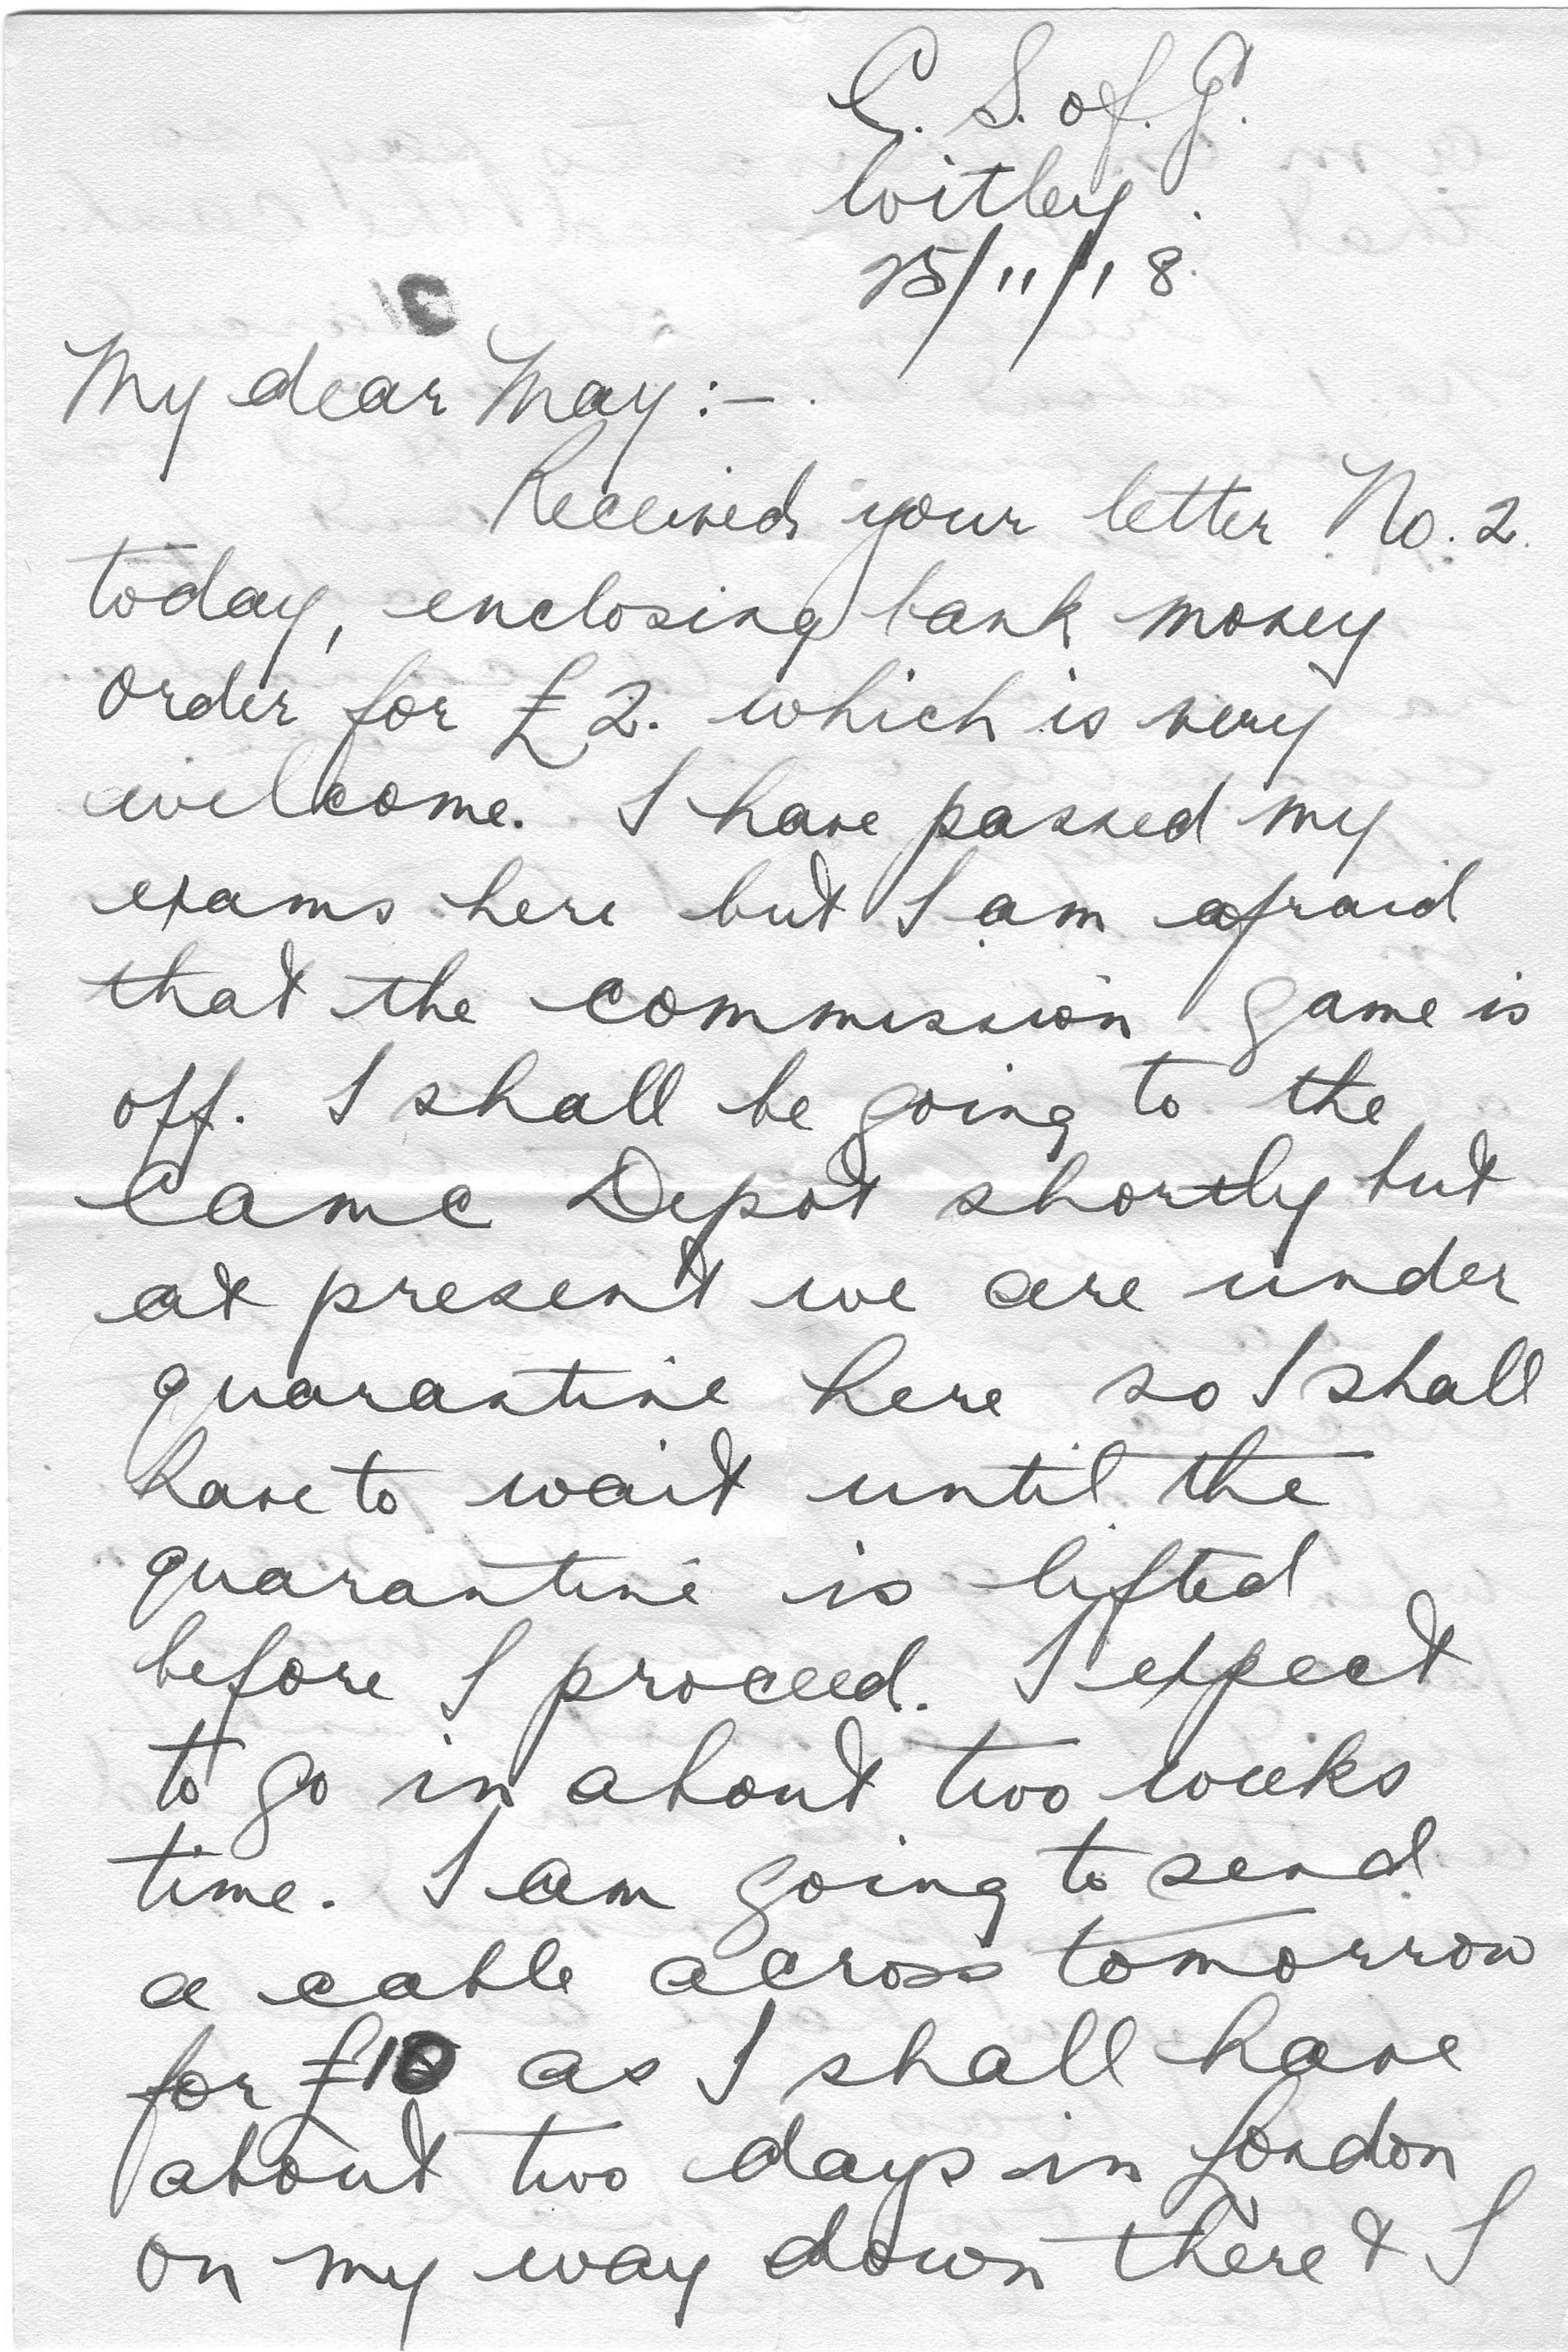 C. S. of. G.
Witley.
25/11/18.
My dear May:-
Received your letter No. 2.
today, enclosing bank money
order for £2. which is very
welcome. I have passed my
exams here but I am afraid
that the commission game is
off. I shall be going to the
Camc Depot shortly but
at present we are under
quarantine here so I shall
have to wait until the
quarantine is lifted
before I proceed. I expect
to go in about two weeks
time. I am going to send
a cable across tomorrow
for £10 as I shall have
about two days in London
on my way down there & I